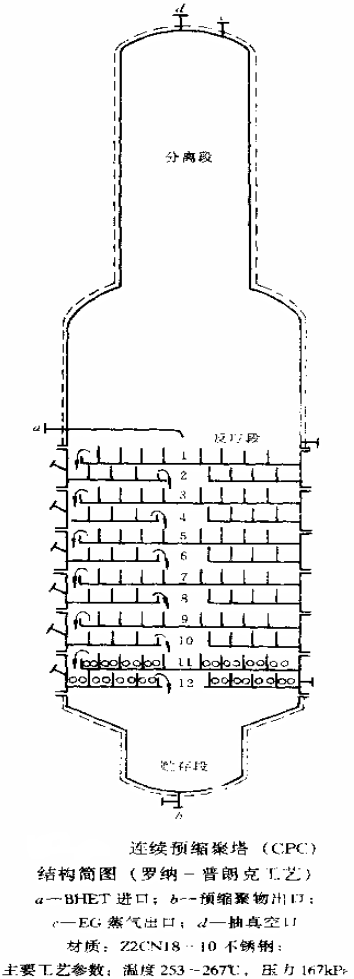 d
c
分离段
a
反应段
1
2
3
4
5
6
7
8
9
10
11
12
贮存段
b
连续预缩聚塔（CPC）
结构简图（罗纳－普朗克工艺）
a—BHET 进口；b—预缩聚物出口；
c—EG 蒸气出口；d—抽真空口
材质：Z2CN18－10 不锈钢；
主要工艺参数：温度 253～267℃，压力 167kPa